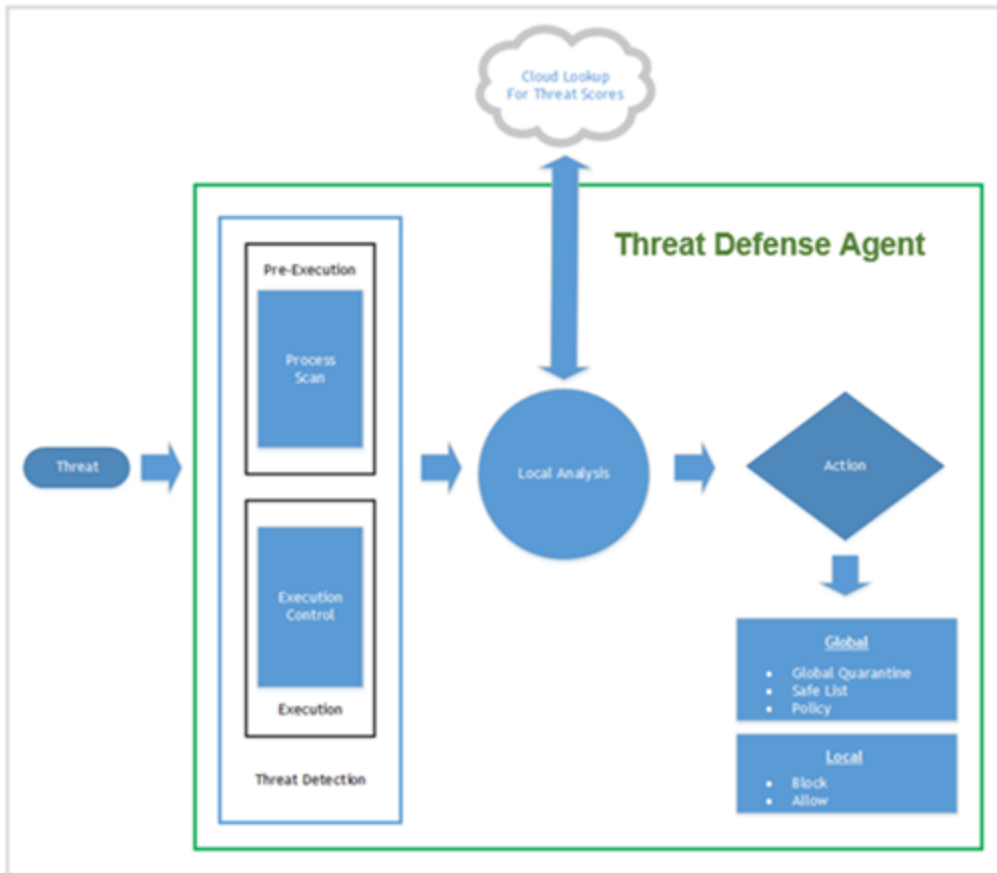 Cloud Lookup
For Threat Scores
Threat Defense Agent
Pre-Execution
Process
Scan
Threat
Local Analysis
Action
Execution
Control
Execution
Threat Detection
Global
• Global Quarantine
• Safe List
• Policy
Local
• Block
• Allow